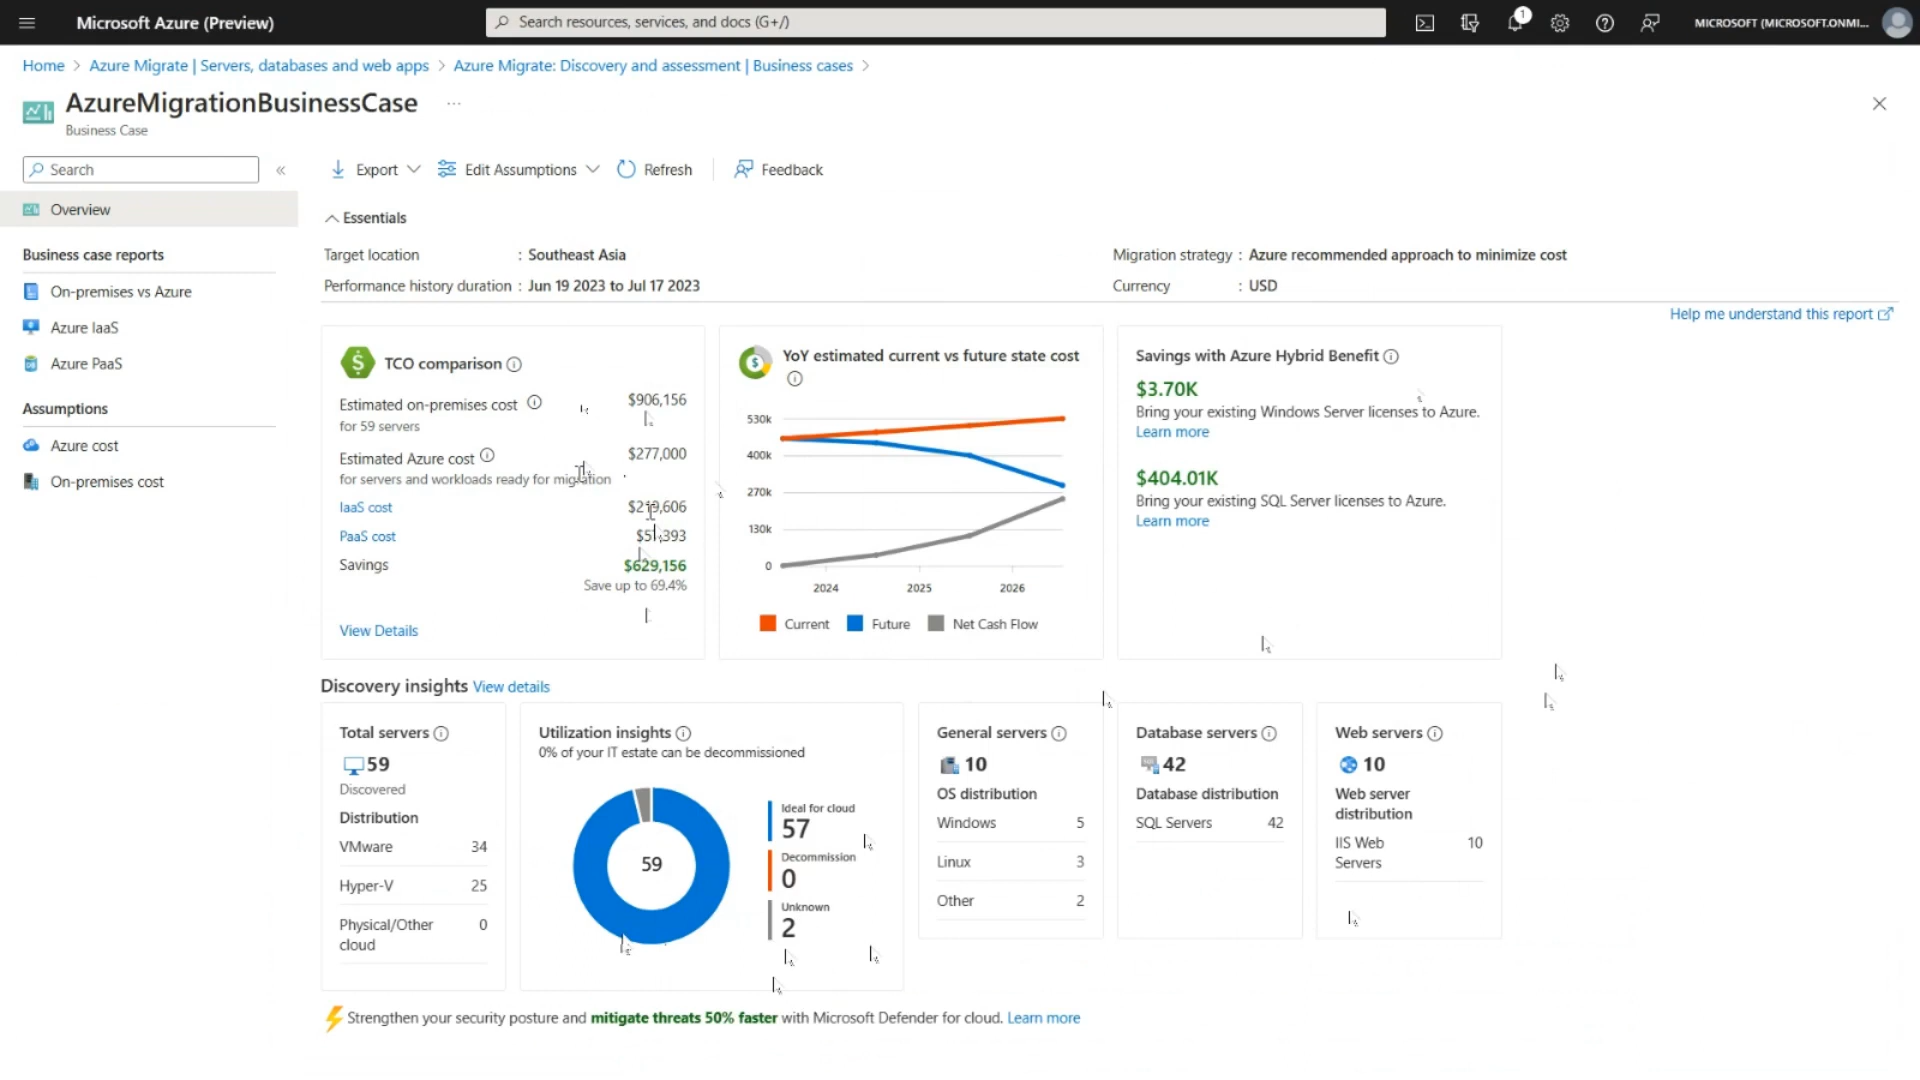 Microsoft Azure (Preview)
Search resources, services, and docs (G+/)
1
MICROSOFT (MICROSOFT.ONMI...
Home > Azure Migrate | Servers, databases and web apps > Azure Migrate: Discovery and assessment | Business cases >
AzureMigrationBusinessCase ...
Business Case
Search
«
Export
Edit Assumptions
Refresh
Feedback
Overview
Business case reports
On-premises vs Azure
Azure IaaS
Azure PaaS
Assumptions
Azure cost
On-premises cost
Essentials
Target location : Southeast Asia
Performance history duration : Jun 19 2023 to Jul 17 2023
Migration strategy : Azure recommended approach to minimize cost
Currency : USD
Help me understand this report
TCO comparison
Estimated on-premises cost $906,156
for 59 servers
Estimated Azure cost $277,000
for servers and workloads ready for migration
IaaS cost $219,606
PaaS cost
Savings $629,156
Save up to 69.4%
View Details
YoY estimated current vs future state cost
530k
400k
270k
130k
0
2024 2025 2026
Current Future Net Cash Flow
Savings with Azure Hybrid Benefit
$3.70K
Bring your existing Windows Server licenses to Azure.
Learn more
$404.01K
Bring your existing SQL Server licenses to Azure.
Learn more
Discovery insights View details
Total servers
59
Discovered
Distribution
VMware 34
Hyper-V 25
Physical/Other 0
cloud
Utilization insights
0% of your IT estate can be decommissioned
59
Ideal for cloud
57
Decommission
0
Unknown
2
General servers
10
OS distribution
Windows 5
Linux 3
Other 2
Database servers
42
Database distribution
SQL Servers 42
Web servers
10
Web server
distribution
IIS Web 10
Servers
Strengthen your security posture and mitigate threats 50% faster with Microsoft Defender for cloud. Learn more